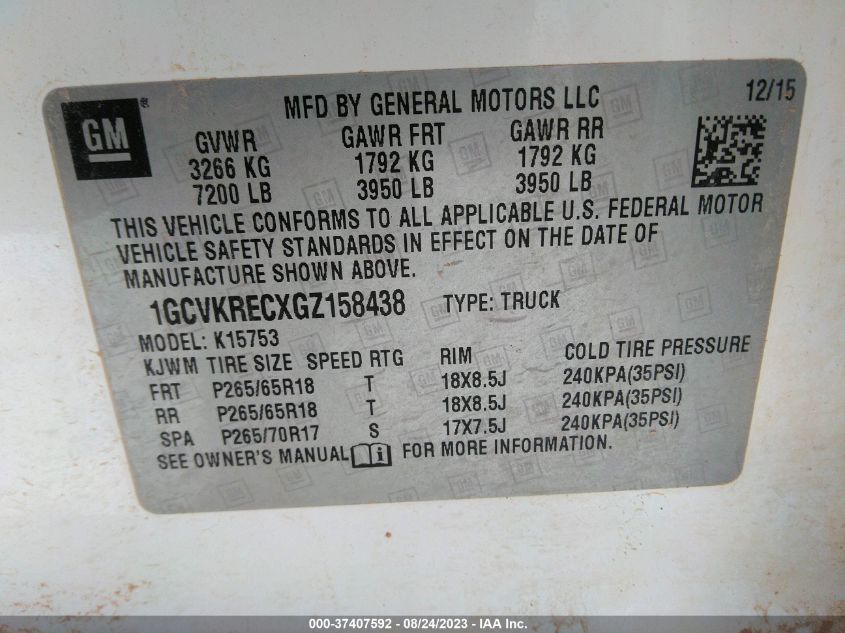 GM®
MFD BY GENERAL MOTORS LLC 12/15
GVWR GAWR FRT GAWR RR
3266 KG 1792 KG 1792 KG
7200 LB 3950 LB 3950 LB
THIS VEHICLE CONFORMS TO ALL APPLICABLE U.S. FEDERAL MOTOR
VEHICLE SAFETY STANDARDS IN EFFECT ON THE DATE OF
MANUFACTURE SHOWN ABOVE.
1GCVKRECXGZ158438 TYPE: TRUCK
MODEL: K15753
KJWM TIRE SIZE SPEED RTG RIM COLD TIRE PRESSURE
FRT P265/65R18 T 18X8.5J 240KPA(35PSI)
RR P265/65R18 T 18X8.5J 240KPA(35PSI)
SPA P265/70R17 S 17X7.5J 240KPA(35PSI)
SEE OWNER'S MANUAL FOR MORE INFORMATION.
000-37407592 - 08/24/2023 - IAA Inc.